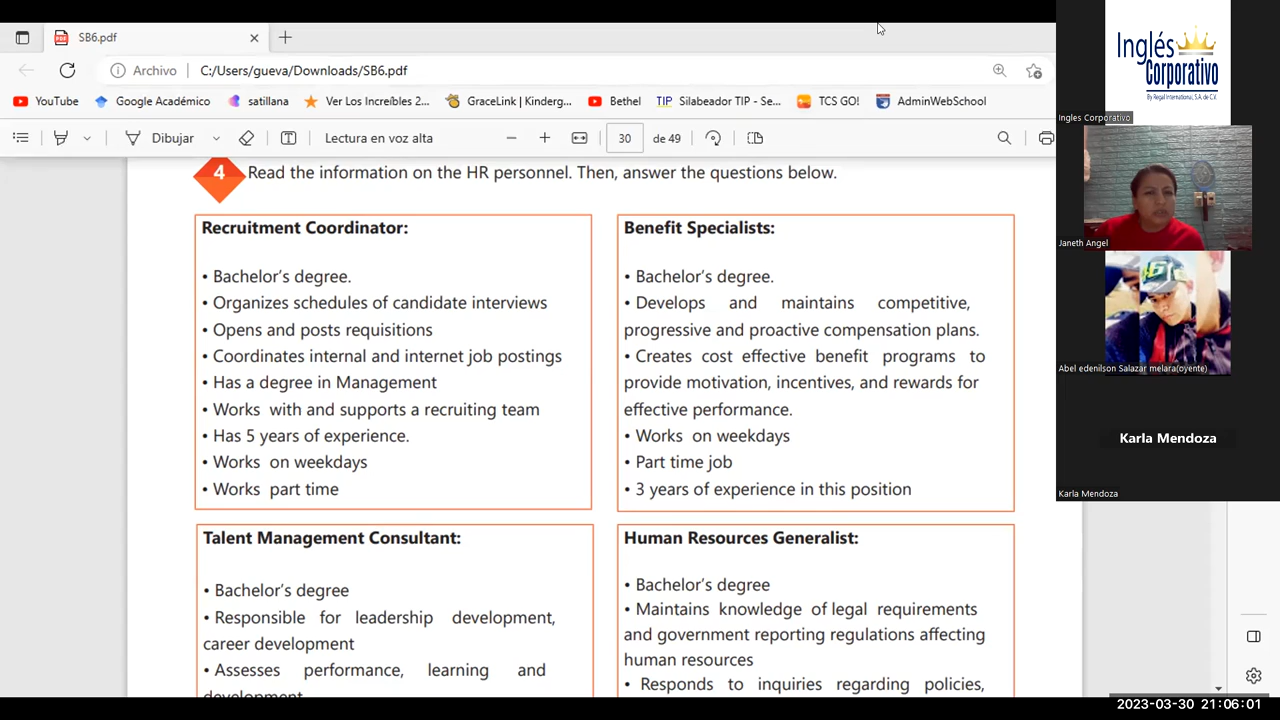 SB6.pdf
Archivo
C:/Users/gueva/Downloads/SB6.pdf
YouTube
Google Académico
satillana
Ver Los Increíbles 2...
GraceLink | Kinderg...
Bethel
TIP
Silabeador TIP - Se...
TCS GO!
AdminWebSchool
Dibujar
Lectura en voz alta
30
de 49
4
Read the information on the HR personnel. Then, answer the questions below.
Recruitment Coordinator:
• Bachelor's degree.
• Organizes schedules of candidate interviews
• Opens and posts requisitions
• Coordinates internal and internet job postings
• Has a degree in Management
• Works with and supports a recruiting team
• Has 5 years of experience.
• Works on weekdays
• Works part time
Benefit Specialists:
• Bachelor's degree.
• Develops and maintains competitive,
progressive and proactive compensation plans.
• Creates cost effective benefit programs to
provide motivation, incentives, and rewards for
effective performance.
• Works on weekdays
• Part time job
• 3 years of experience in this position
Talent Management Consultant:
• Bachelor's degree
• Responsible for leadership development,
career development
• Assesses performance, learning and
development
Human Resources Generalist:
• Bachelor's degree
• Maintains knowledge of legal requirements
and government reporting regulations affecting
human resources
• Responds to inquiries regarding policies,
Inglés
Corporativo
By Regal International, S.A. de C.V.
Ingles Corporativo
Janeth Angel
Abel edenilson Salazar melara(oyente)
Karla Mendoza
Karla Mendoza
2023-03-30 21:06:01